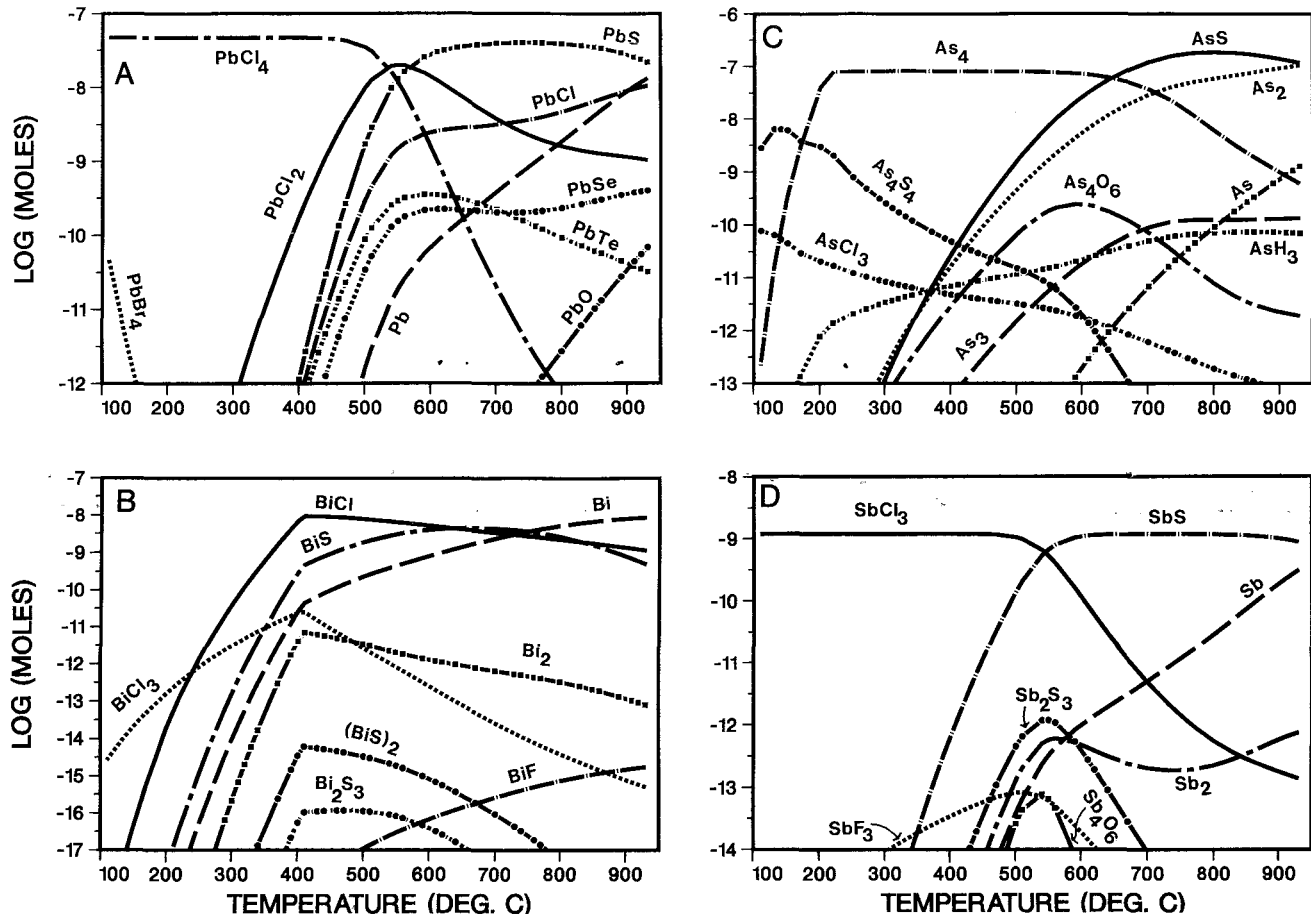 A
LOG (MOLES)
-7
-8
-9
-10
-11
-12
100 200 300 400 500 600 700 800 900
PbCl4
PbS
PbCl
PbCl2
PbSe
PbTe
PbBr4
Pb
PbO
C
-6
-7
-8
-9
-10
-11
-12
-13
100 200 300 400 500 600 700 800 900
As4
AsS
As2
As4S4
As4O6
As
AsCl3
AsH3
As3
B
LOG (MOLES)
-7
-8
-9
-10
-11
-12
-13
-14
-15
-16
-17
100 200 300 400 500 600 700 800 900
TEMPERATURE (DEG. C)
BiCl
Bi
BiS
BiCl3
Bi2
(BiS)2
Bi2S3
BiF
D
-8
-9
-10
-11
-12
-13
-14
100 200 300 400 500 600 700 800 900
TEMPERATURE (DEG. C)
SbCl3
SbS
Sb
Sb2S3
Sb2
SbF3
Sb4O6